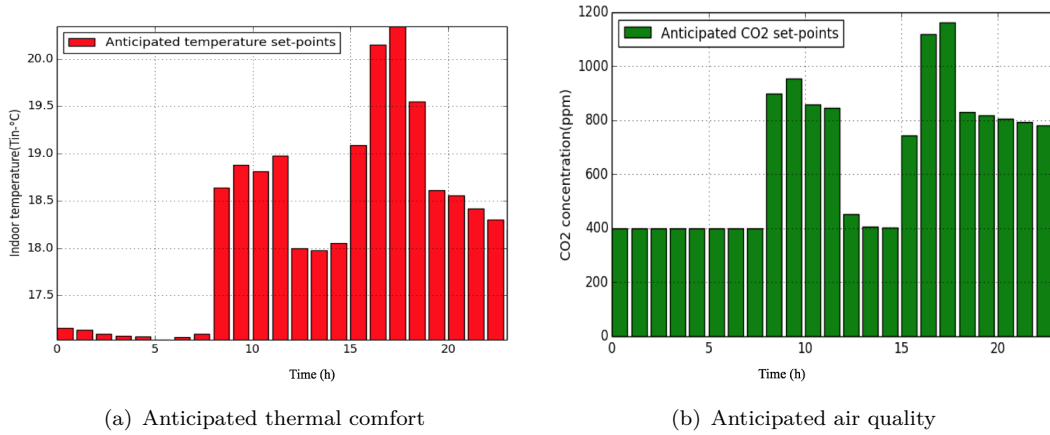 Anticipated temperature set-points
20.0
19.5
19.0
18.5
18.0
17.5
Indoor temperature(Tin-°C)
0 5 10 15 20
Time (h)
(a) Anticipated thermal comfort
Anticipated CO2 set-points
1200
1000
800
600
400
200
0
CO2 concentration(ppm)
0 5 10 15 20
Time (h)
(b) Anticipated air quality